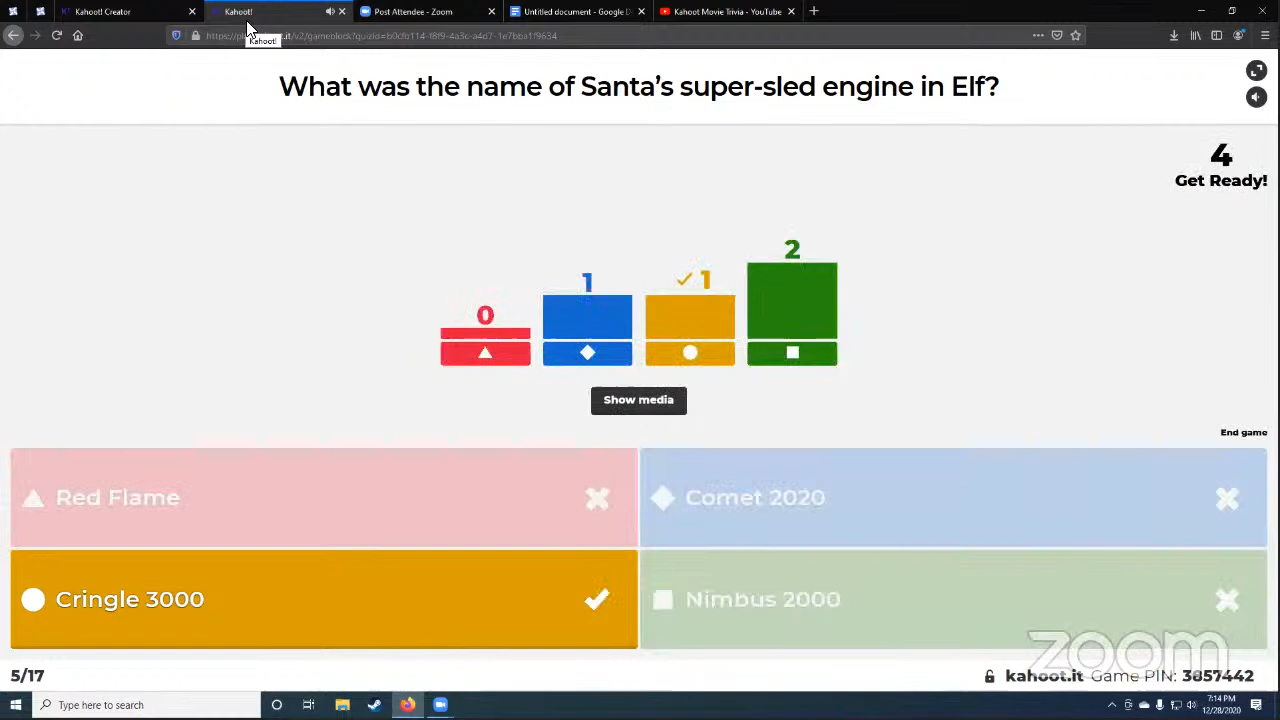 Kahoot! Creator
Kahoot!
Post Attendee - Zoom
Untitled document - Google D
Kahoot Movie Trivia - YouTube
Kahoot!
What was the name of Santa's super-sled engine in Elf?
4
Get Ready!
0
1
1
2
Show media
End game
Red Flame
Comet 2020
Cringle 3000
Nimbus 2000
zoom
5/17
kahoot.it Game PIN: 3857442
Type here to search
7:14 PM
12/28/2020